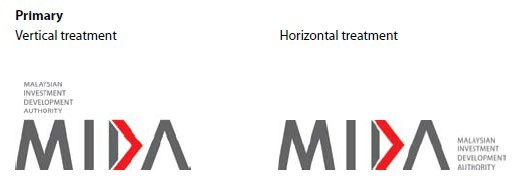 Primary
Vertical treatment
Horizontal treatment
MALAYSIAN
INVESTMENT
DEVELOPMENT
AUTHORITY
MIDA
MIDA
MALAYSIAN
INVESTMENT
DEVELOPMENT
AUTHORITY